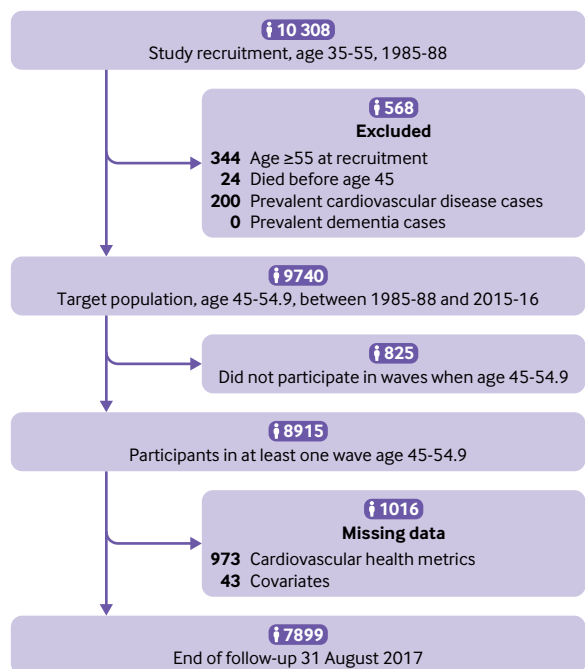 10 308
Study recruitment, age 35-55, 1985-88
568
Excluded
344 Age ≥55 at recruitment
24 Died before age 45
200 Prevalent cardiovascular disease cases
0 Prevalent dementia cases
9740
Target population, age 45-54.9, between 1985-88 and 2015-16
825
Did not participate in waves when age 45-54.9
8915
Participants in at least one wave age 45-54.9
1016
Missing data
973 Cardiovascular health metrics
43 Covariates
7899
End of follow-up 31 August 2017